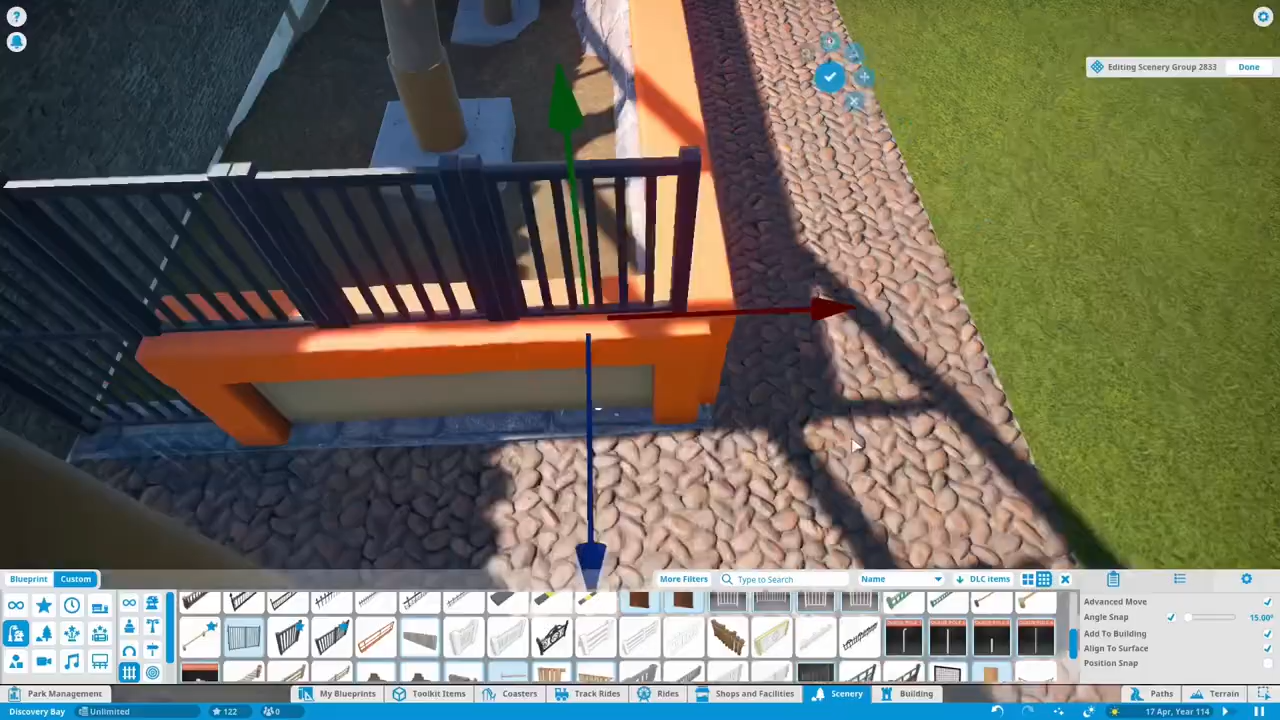 ?
Editing Scenery Group 2833 Done
Blueprint Custom More Filters Type to Search Name DLC items
Advanced Move
Angle Snap 15.00°
Add To Building
Align To Surface
Position Snap
Park Management My Blueprints Toolkit Items Coasters Track Rides Rides Shops and Facilities Scenery Building Paths Terrain
Discovery Bay Unlimited 122 0 17 Apr, Year 114